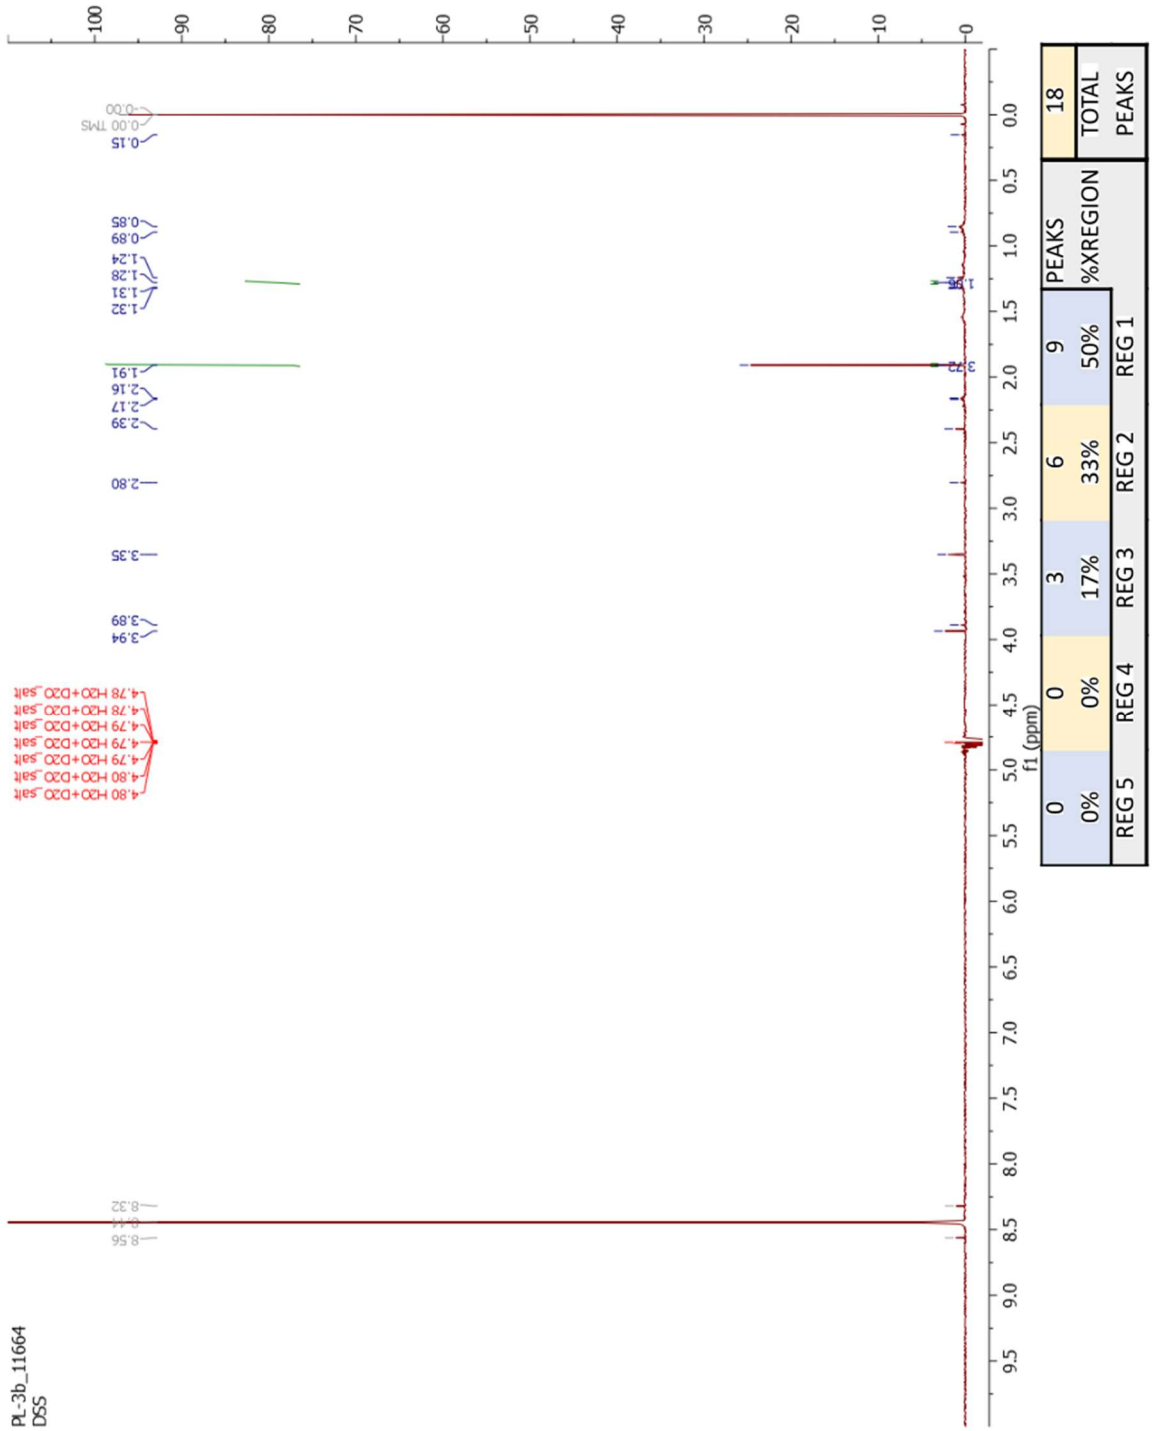 PL-3b_11664
DSS
8.56
8.32
4.80 H2O+D2O_salt
4.80 H2O+D2O_salt
4.79 H2O+D2O_salt
4.79 H2O+D2O_salt
4.79 H2O+D2O_salt
4.78 H2O+D2O_salt
4.78 H2O+D2O_salt
3.94
3.89
3.35
2.80
2.39
2.17
2.16
1.91
1.32
1.31
1.28
1.24
0.89
0.85
0.15
0.00 TMS
-0.00
100
90
80
70
60
50
40
30
20
10
0
3.72
9.5 9.0 8.5 8.0 7.5 7.0 6.5 6.0 5.5 5.0 4.5 4.0 3.5 3.0 2.5 2.0 1.5 1.0 0.5 0.0
f1 (ppm)
0 0 3 6 9 PEAKS 18
0% 0% 17% 33% 50% %XREGION TOTAL
REG 5 REG 4 REG 3 REG 2 REG 1 PEAKS